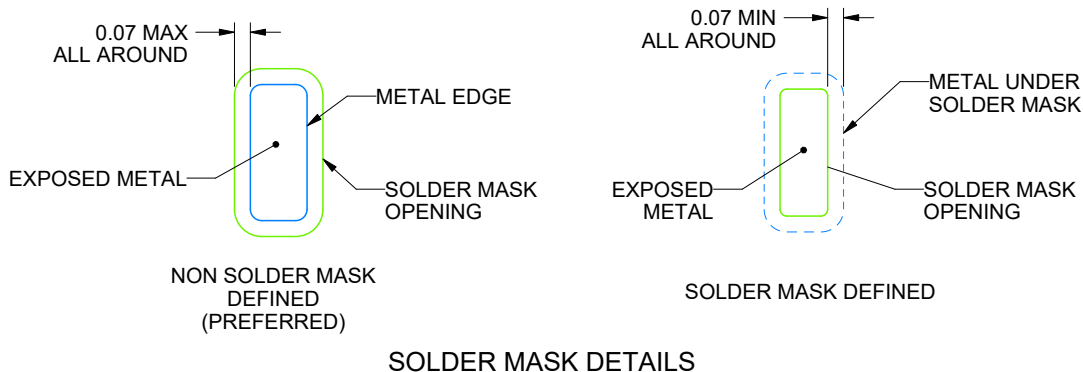 0.07 MAX
ALL AROUND
METAL EDGE
EXPOSED METAL
SOLDER MASK
OPENING
NON SOLDER MASK
DEFINED
(PREFERRED)
0.07 MIN
ALL AROUND
METAL UNDER
SOLDER MASK
EXPOSED
METAL
SOLDER MASK
OPENING
SOLDER MASK DEFINED
SOLDER MASK DETAILS